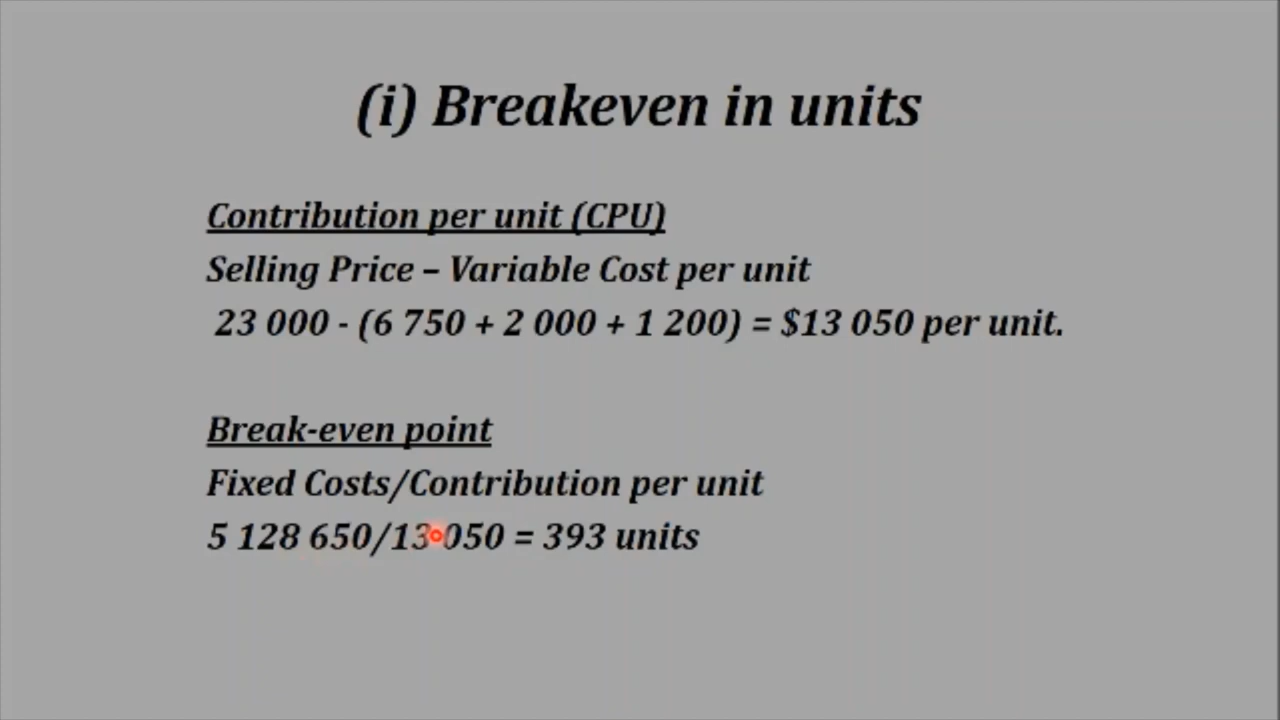 (i) Breakeven in units
Contribution per unit (CPU)
Selling Price – Variable Cost per unit
23 000 - (6 750 + 2 000 + 1 200) = $13 050 per unit.
Break-even point
Fixed Costs/Contribution per unit
5 128 650/13 050 = 393 units